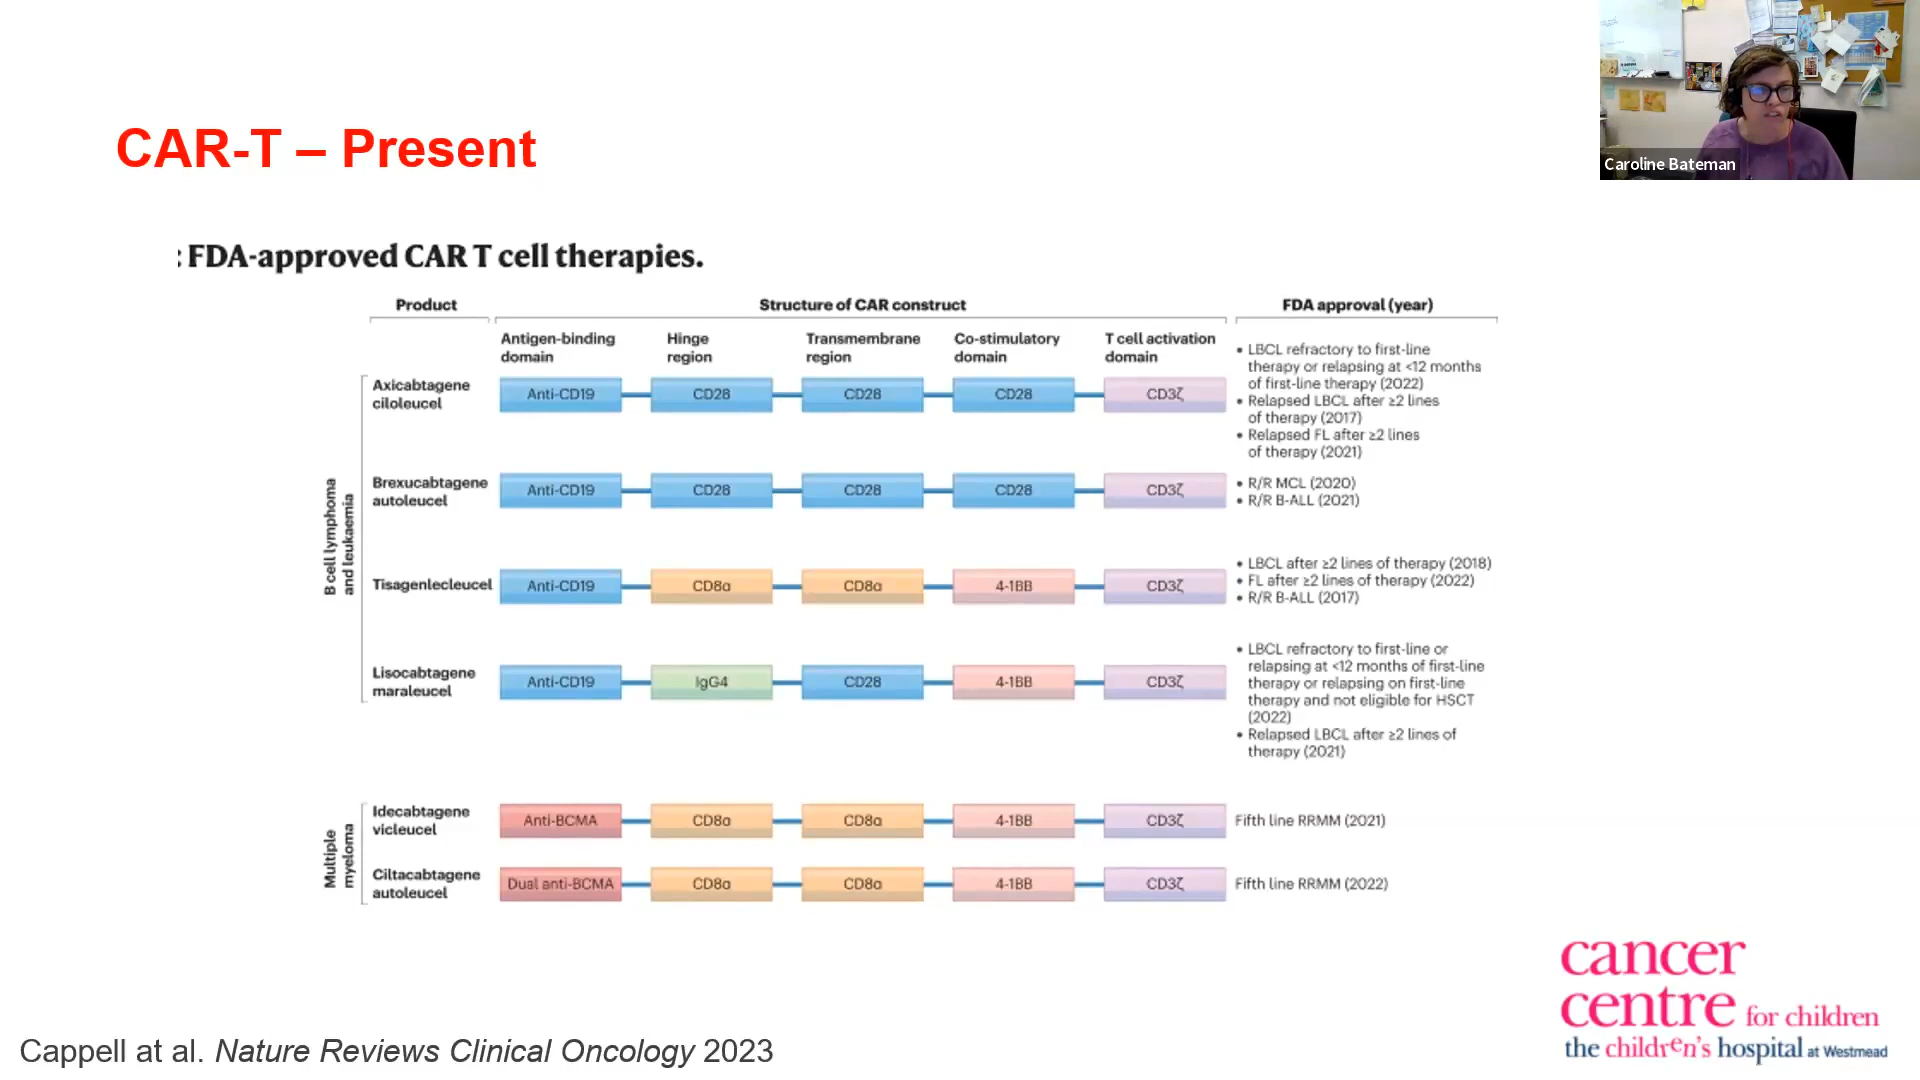 Caroline Bateman
CAR-T – Present
: FDA-approved CAR T cell therapies.
Product
Structure of CAR construct
FDA approval (year)
Antigen-binding
domain
Hinge
region
Transmembrane
region
Co-stimulatory
domain
T cell activation
domain
B cell lymphoma
and leukaemia
Axicabtagene
ciloleucel
Anti-CD19
CD28
CD28
CD28
CD3ζ
• LBCL refractory to first-line
therapy or relapsing at <12 months
of first-line therapy (2022)
• Relapsed LBCL after ≥2 lines
of therapy (2017)
• Relapsed FL after ≥2 lines
of therapy (2021)
Brexucabtagene
autoleucel
Anti-CD19
CD28
CD28
CD28
CD3ζ
• R/R MCL (2020)
• R/R B-ALL (2021)
Tisagenlecleucel
Anti-CD19
CD8α
CD8α
4-1BB
CD3ζ
• LBCL after ≥2 lines of therapy (2018)
• FL after ≥2 lines of therapy (2022)
• R/R B-ALL (2017)
Lisocabtagene
maraleucel
Anti-CD19
IgG4
CD28
4-1BB
CD3ζ
• LBCL refractory to first-line or
relapsing at <12 months of first-line
therapy or relapsing on first-line
therapy and not eligible for HSCT
(2022)
• Relapsed LBCL after ≥2 lines of
therapy (2021)
Multiple
myeloma
Idecabtagene
vicleucel
Anti-BCMA
CD8α
CD8α
4-1BB
CD3ζ
Fifth line RRMM (2021)
Ciltacabtagene
autoleucel
Dual anti-BCMA
CD8α
CD8α
4-1BB
CD3ζ
Fifth line RRMM (2022)
cancer
centre for children
the children's hospital at Westmead
Cappell at al. Nature Reviews Clinical Oncology 2023